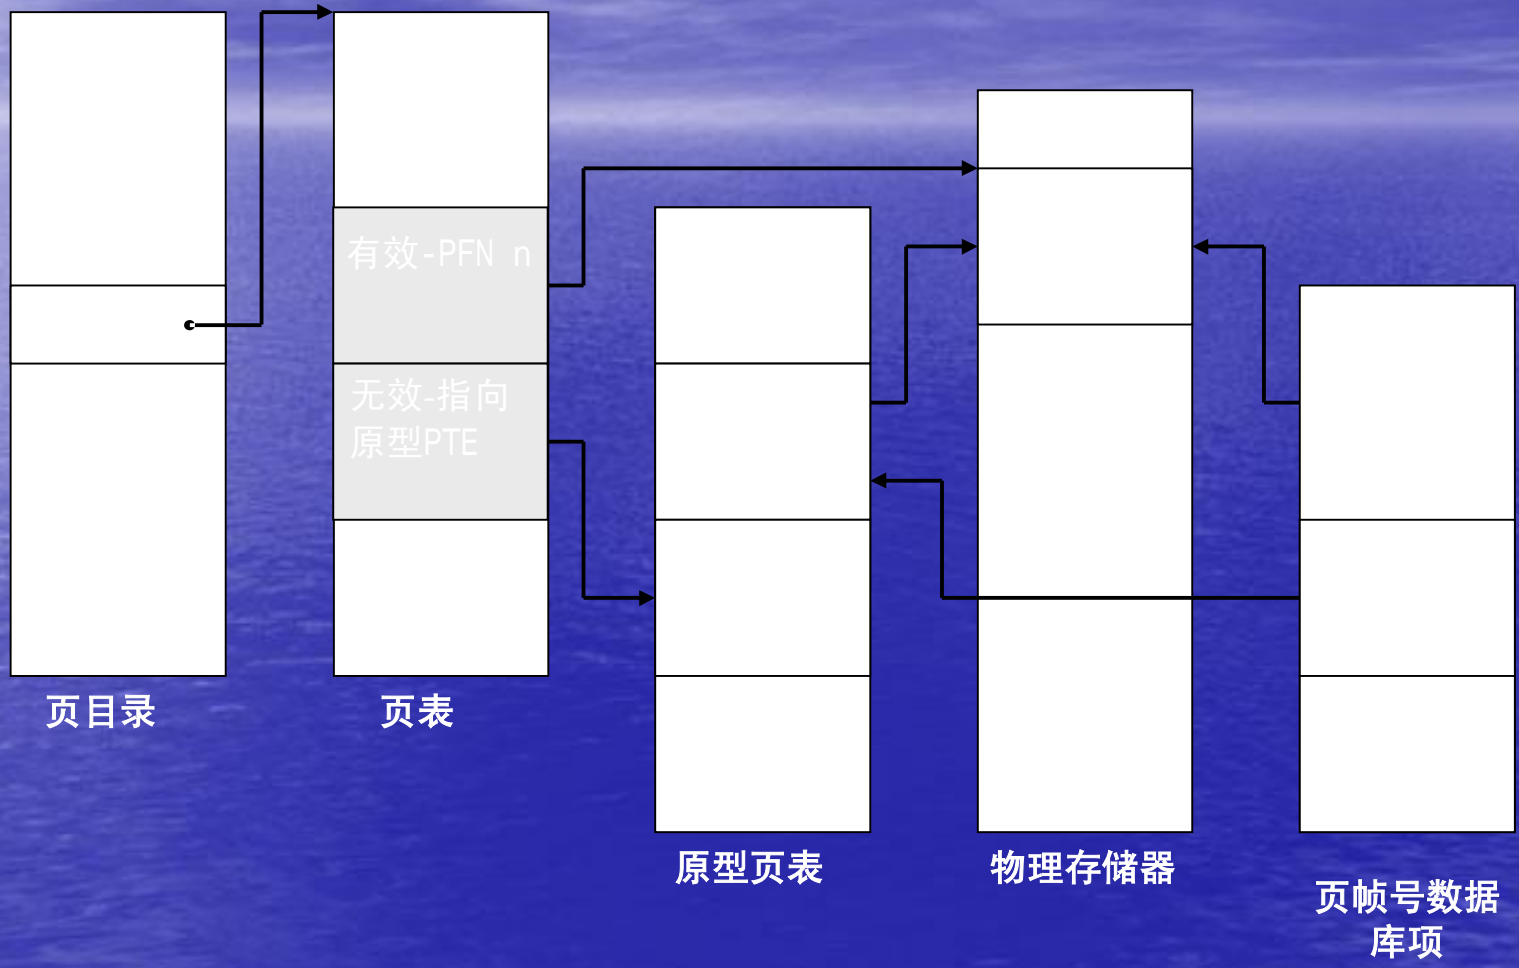 有效-PFN n
无效-指向
原型PTE
页目录
页表
原型页表
物理存储器
页帧号数据
库项